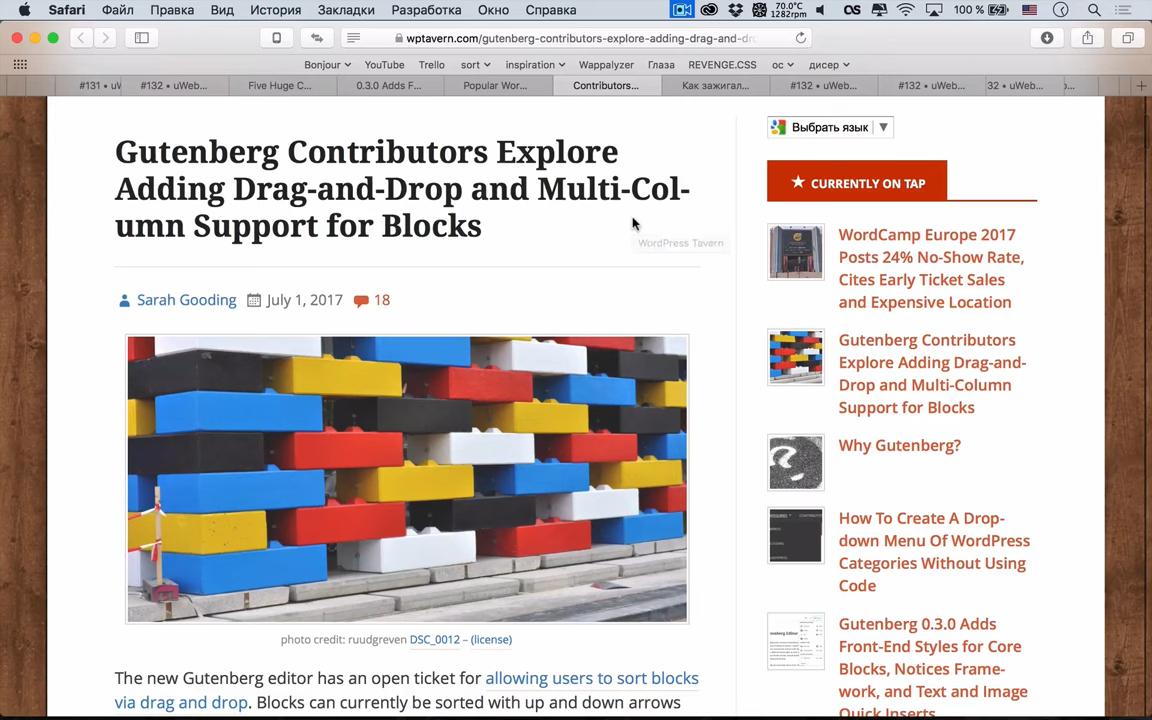 Safari Файл Правка Вид История Закладки Разработка Окно Справка 70.0°C 1282rpm 100 %
wptavern.com/gutenberg-contributors-explore-adding-drag-and-dro
Bonjour YouTube Trello sort inspiration Wappalyzer Глаза REVENGE.CSS ос дисер
#131 • uW #132 • uWeb... Five Huge C... 0.3.0 Adds F... Popular Wor... Contributors... Как зажигал... #132 • uWeb... #132 • uWeb... 32 • uWeb...
Gutenberg Contributors Explore
Adding Drag-and-Drop and Multi-Col-
umn Support for Blocks
WordPress Tavern
Sarah Gooding July 1, 2017 18
photo credit: ruudgreven DSC_0012 – (license)
The new Gutenberg editor has an open ticket for allowing users to sort blocks
via drag and drop. Blocks can currently be sorted with up and down arrows
Выбрать язык
CURRENTLY ON TAP
WordCamp Europe 2017
Posts 24% No-Show Rate,
Cites Early Ticket Sales
and Expensive Location
Gutenberg Contributors
Explore Adding Drag-and-
Drop and Multi-Column
Support for Blocks
Why Gutenberg?
How To Create A Drop-
down Menu Of WordPress
Categories Without Using
Code
Gutenberg 0.3.0 Adds
Front-End Styles for Core
Blocks, Notices Frame-
work, and Text and Image
Quick Inserts